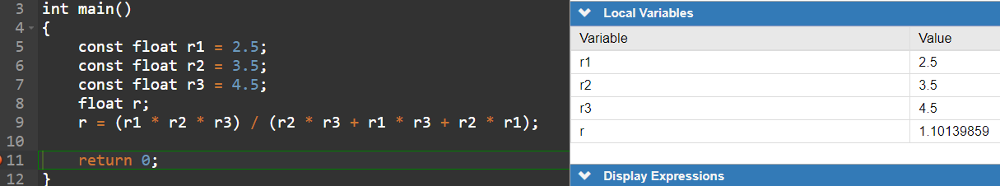 3 int main()
4 {
5 const float r1 = 2.5;
6 const float r2 = 3.5;
7 const float r3 = 4.5;
8 float r;
9 r = (r1 * r2 * r3) / (r2 * r3 + r1 * r3 + r2 * r1);
10
11 return 0;
12 }
Local Variables
Variable Value
r1 2.5
r2 3.5
r3 4.5
r 1.10139859
Display Expressions